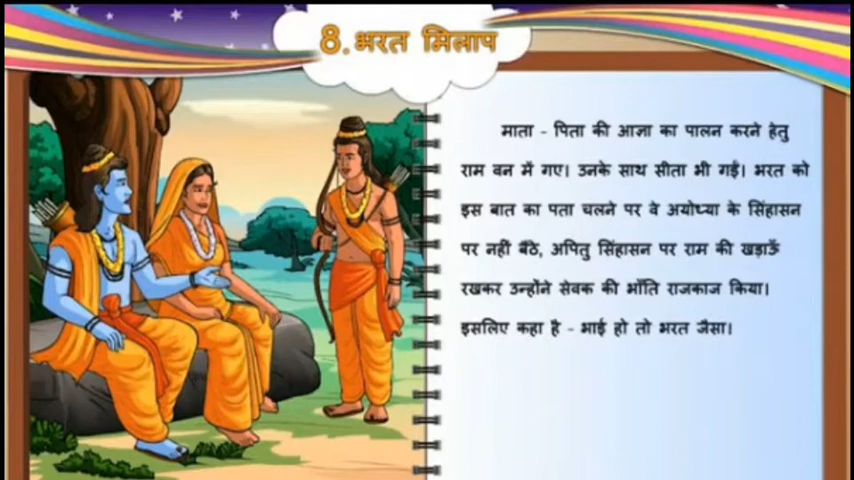 8. भरत मिलाप
माता - पिता की आज्ञा का पालन करने हेतु
राम वन में गए। उनके साथ सीता भी गईं। भरत को
इस बात का पता चलने पर वे अयोध्या के सिंहासन
पर नहीं बैठे, अपितु सिंहासन पर राम की खड़ाऊँ
रखकर उन्होंने सेवक की भाँति राजकाज किया।
इसलिए कहा है - भाई हो तो भरत जैसा।